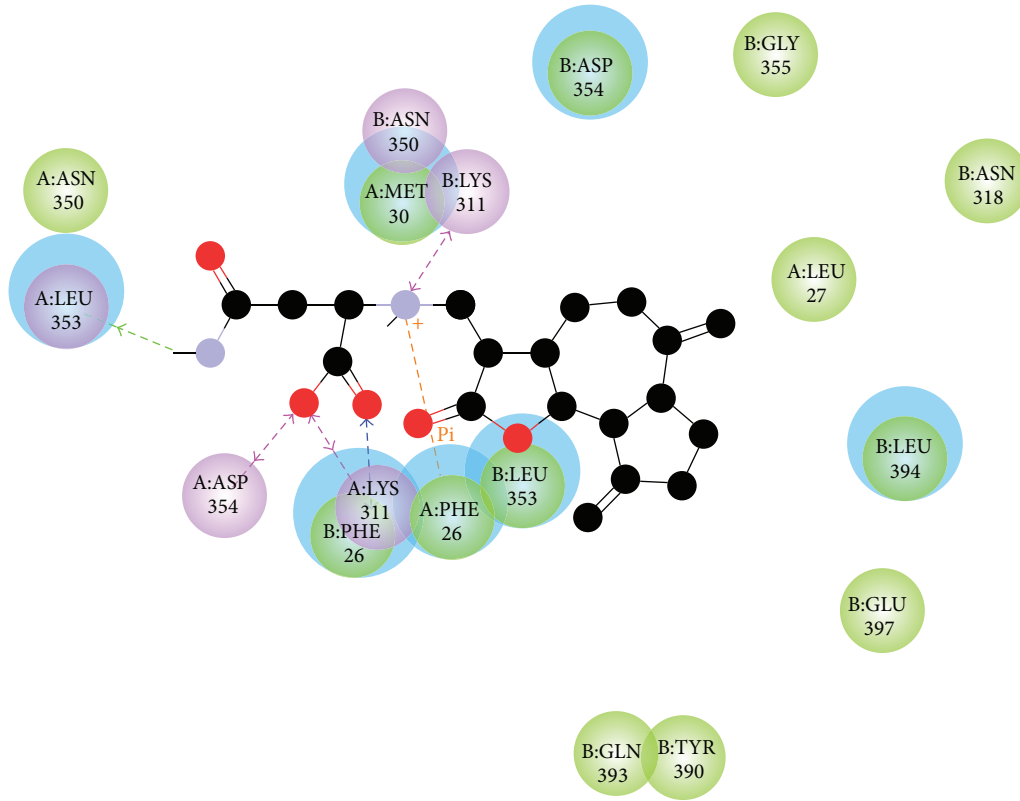 B:GLY
355
B:ASP
354
B:ASN
350
A:MET
30
B:LYS
311
A:ASN
350
B:ASN
318
A:LEU
27
A:LEU
353
+
Pi
B:LEU
394
B:LEU
353
A:ASP
354
A:LYS
311
A:PHE
26
B:PHE
26
B:GLU
397
B:GLN
393
B:TYR
390